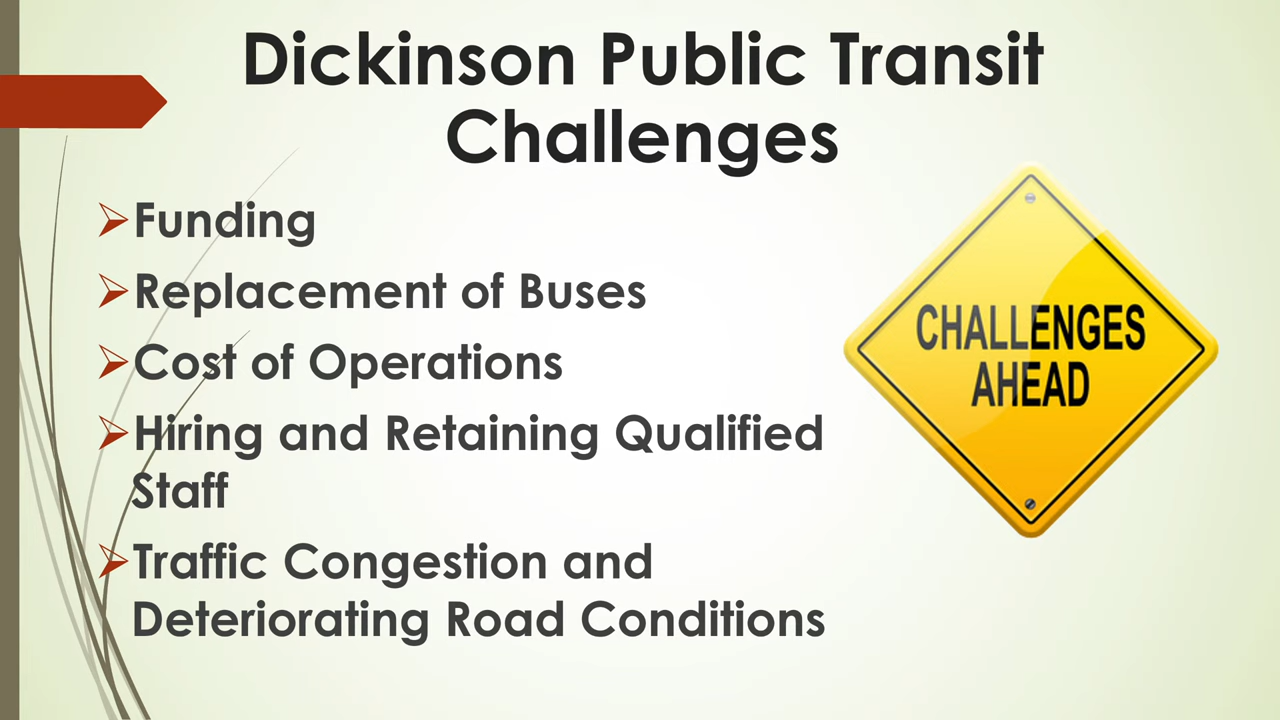 Dickinson Public Transit
Challenges
Funding
Replacement of Buses
Cost of Operations
Hiring and Retaining Qualified
Staff
Traffic Congestion and
Deteriorating Road Conditions
CHALLENGES
AHEAD